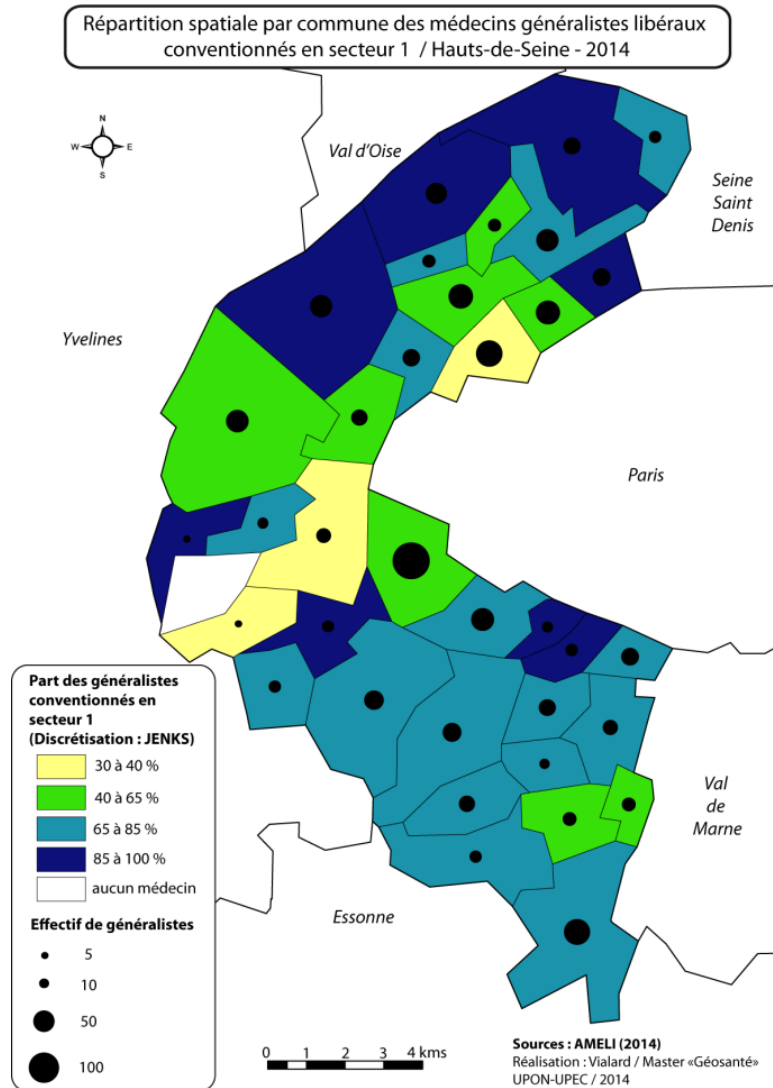 Répartition spatiale par commune des médecins généralistes libéraux
conventionnés en secteur 1 / Hauts-de-Seine - 2014
N
W
E
S
Val d'Oise
Seine
Saint
Denis
Yvelines
Paris
Part des généralistes
conventionnés en
secteur 1
(Discrétisation : JENKS)
30 à 40 %
40 à 65 %
65 à 85 %
85 à 100 %
aucun médecin
Effectif de généralistes
5
10
50
100
Val
de
Marne
Essonne
0 1 2 4 kms
Sources : AMELI (2014)
Réalisation : Vialard / Master «Géosanté»
UPON-UPEC / 2014